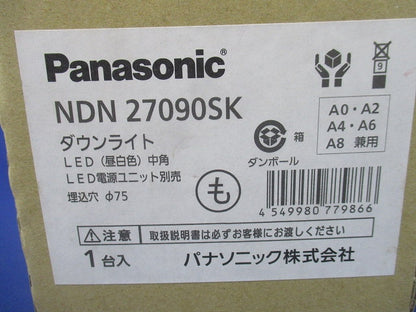 Panasonic®
NDN 27090SK
ダウンライト
LED（昼白色）中角
LED電源ユニット別売
埋込穴 φ75
も
箱
ダンボール
9
A0・A2
A4・A6
A8 兼用
4 549980 779866
⚠注意 取扱説明書は必ずお客様にお渡しください
1台入 パナソニック株式会社